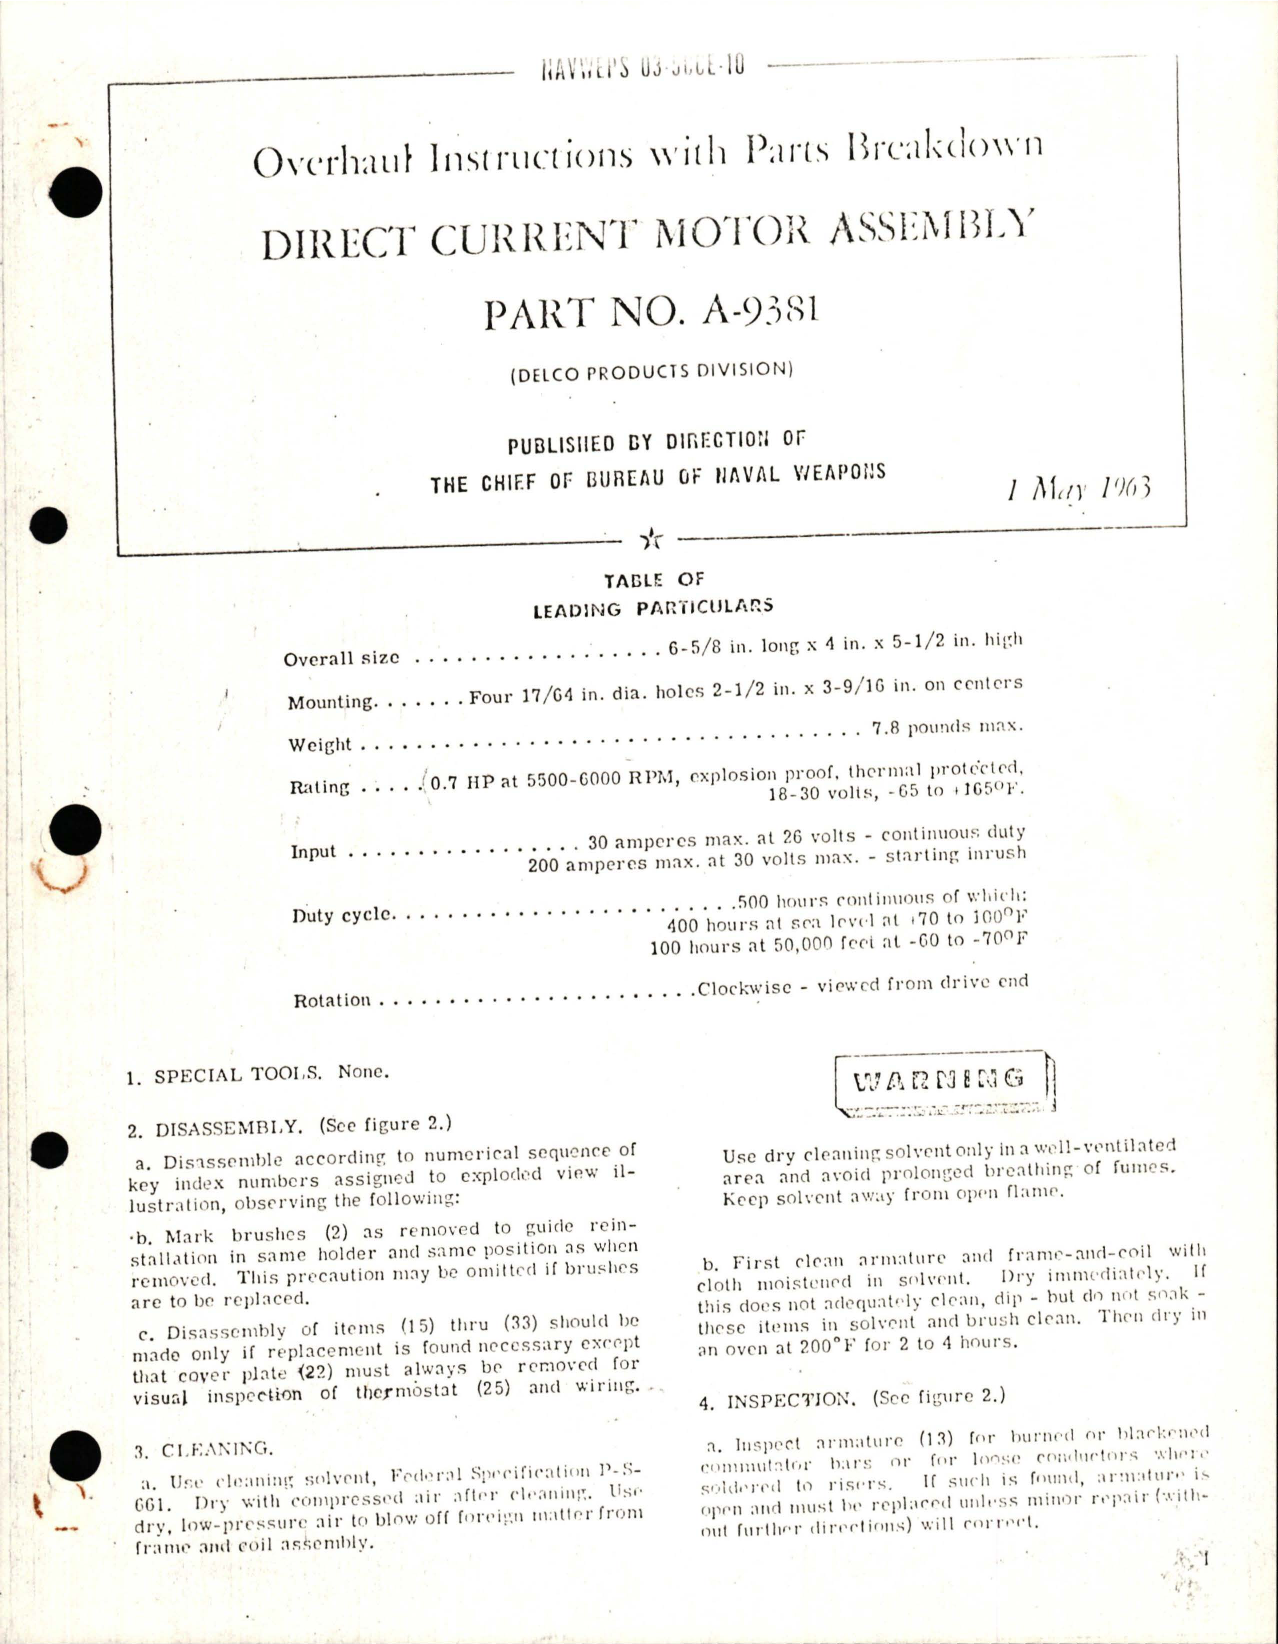 NAVWEPS
Overhaul Instructions with Parts Breakdown
DIRECT CURRENT MOTOR ASSEMBLY
PART NO. A-9381
(DELCO PRODUCTS DIVISION)
PUBLISHED BY DIRECTION OF
THE CHIEF OF BUREAU OF NAVAL WEAPONS
1 May 1963
TABLE OF
LEADING PARTICULARS
Overall size . . . . . . . . . . . . . . . . . . 6-5/8 in. long x 4 in. x 5-1/2 in. high
Mounting. . . . . . . Four 17/64 in. dia. holes 2-1/2 in. x 3-9/16 in. on centers
Weight . . . . . . . . . . . . . . . . . . . . . . . . . . . . . . . . . . . . 7.8 pounds max.
Rating . . . . . 0.7 HP at 5500-6000 RPM, explosion proof, thermal protected,
18-30 volts, -65 to +165°F.
Input . . . . . . . . . . . . . . . . . 30 amperes max. at 26 volts - continuous duty
200 amperes max. at 30 volts max. - starting inrush
Duty cycle. . . . . . . . . . . . . . . . . . . . . . . . .500 hours continuous of which:
400 hours at sea level at +70 to 100°F
100 hours at 50,000 feet at -60 to -70°F
Rotation . . . . . . . . . . . . . . . . . . . . . . .Clockwise - viewed from drive end
1. SPECIAL TOOLS. None.
2. DISASSEMBLY. (See figure 2.)
a. Disassemble according to numerical sequence of
key index numbers assigned to exploded view il-
lustration, observing the following:
b. Mark brushes (2) as removed to guide rein-
stallation in same holder and same position as when
removed. This precaution may be omitted if brushes
are to be replaced.
c. Disassembly of items (15) thru (33) should be
made only if replacement is found necessary except
that cover plate (22) must always be removed for
visual inspection of thermostat (25) and wiring.
3. CLEANING.
a. Use cleaning solvent, Federal Specification P-S-
661. Dry with compressed air after cleaning. Use
dry, low-pressure air to blow off foreign matter from
frame and coil assembly.
WARNING
Use dry cleaning solvent only in a well-ventilated
area and avoid prolonged breathing of fumes.
Keep solvent away from open flame.
b. First clean armature and frame-and-coil with
cloth moistened in solvent. Dry immediately. If
this does not adequately clean, dip - but do not soak -
these items in solvent and brush clean. Then dry in
an oven at 200°F for 2 to 4 hours.
4. INSPECTION. (See figure 2.)
a. Inspect armature (13) for burned or blackened
commutator bars or for loose conductors where
soldered to risers. If such is found, armature is
open and must be replaced unless minor repair (with-
out further directions) will correct.
1